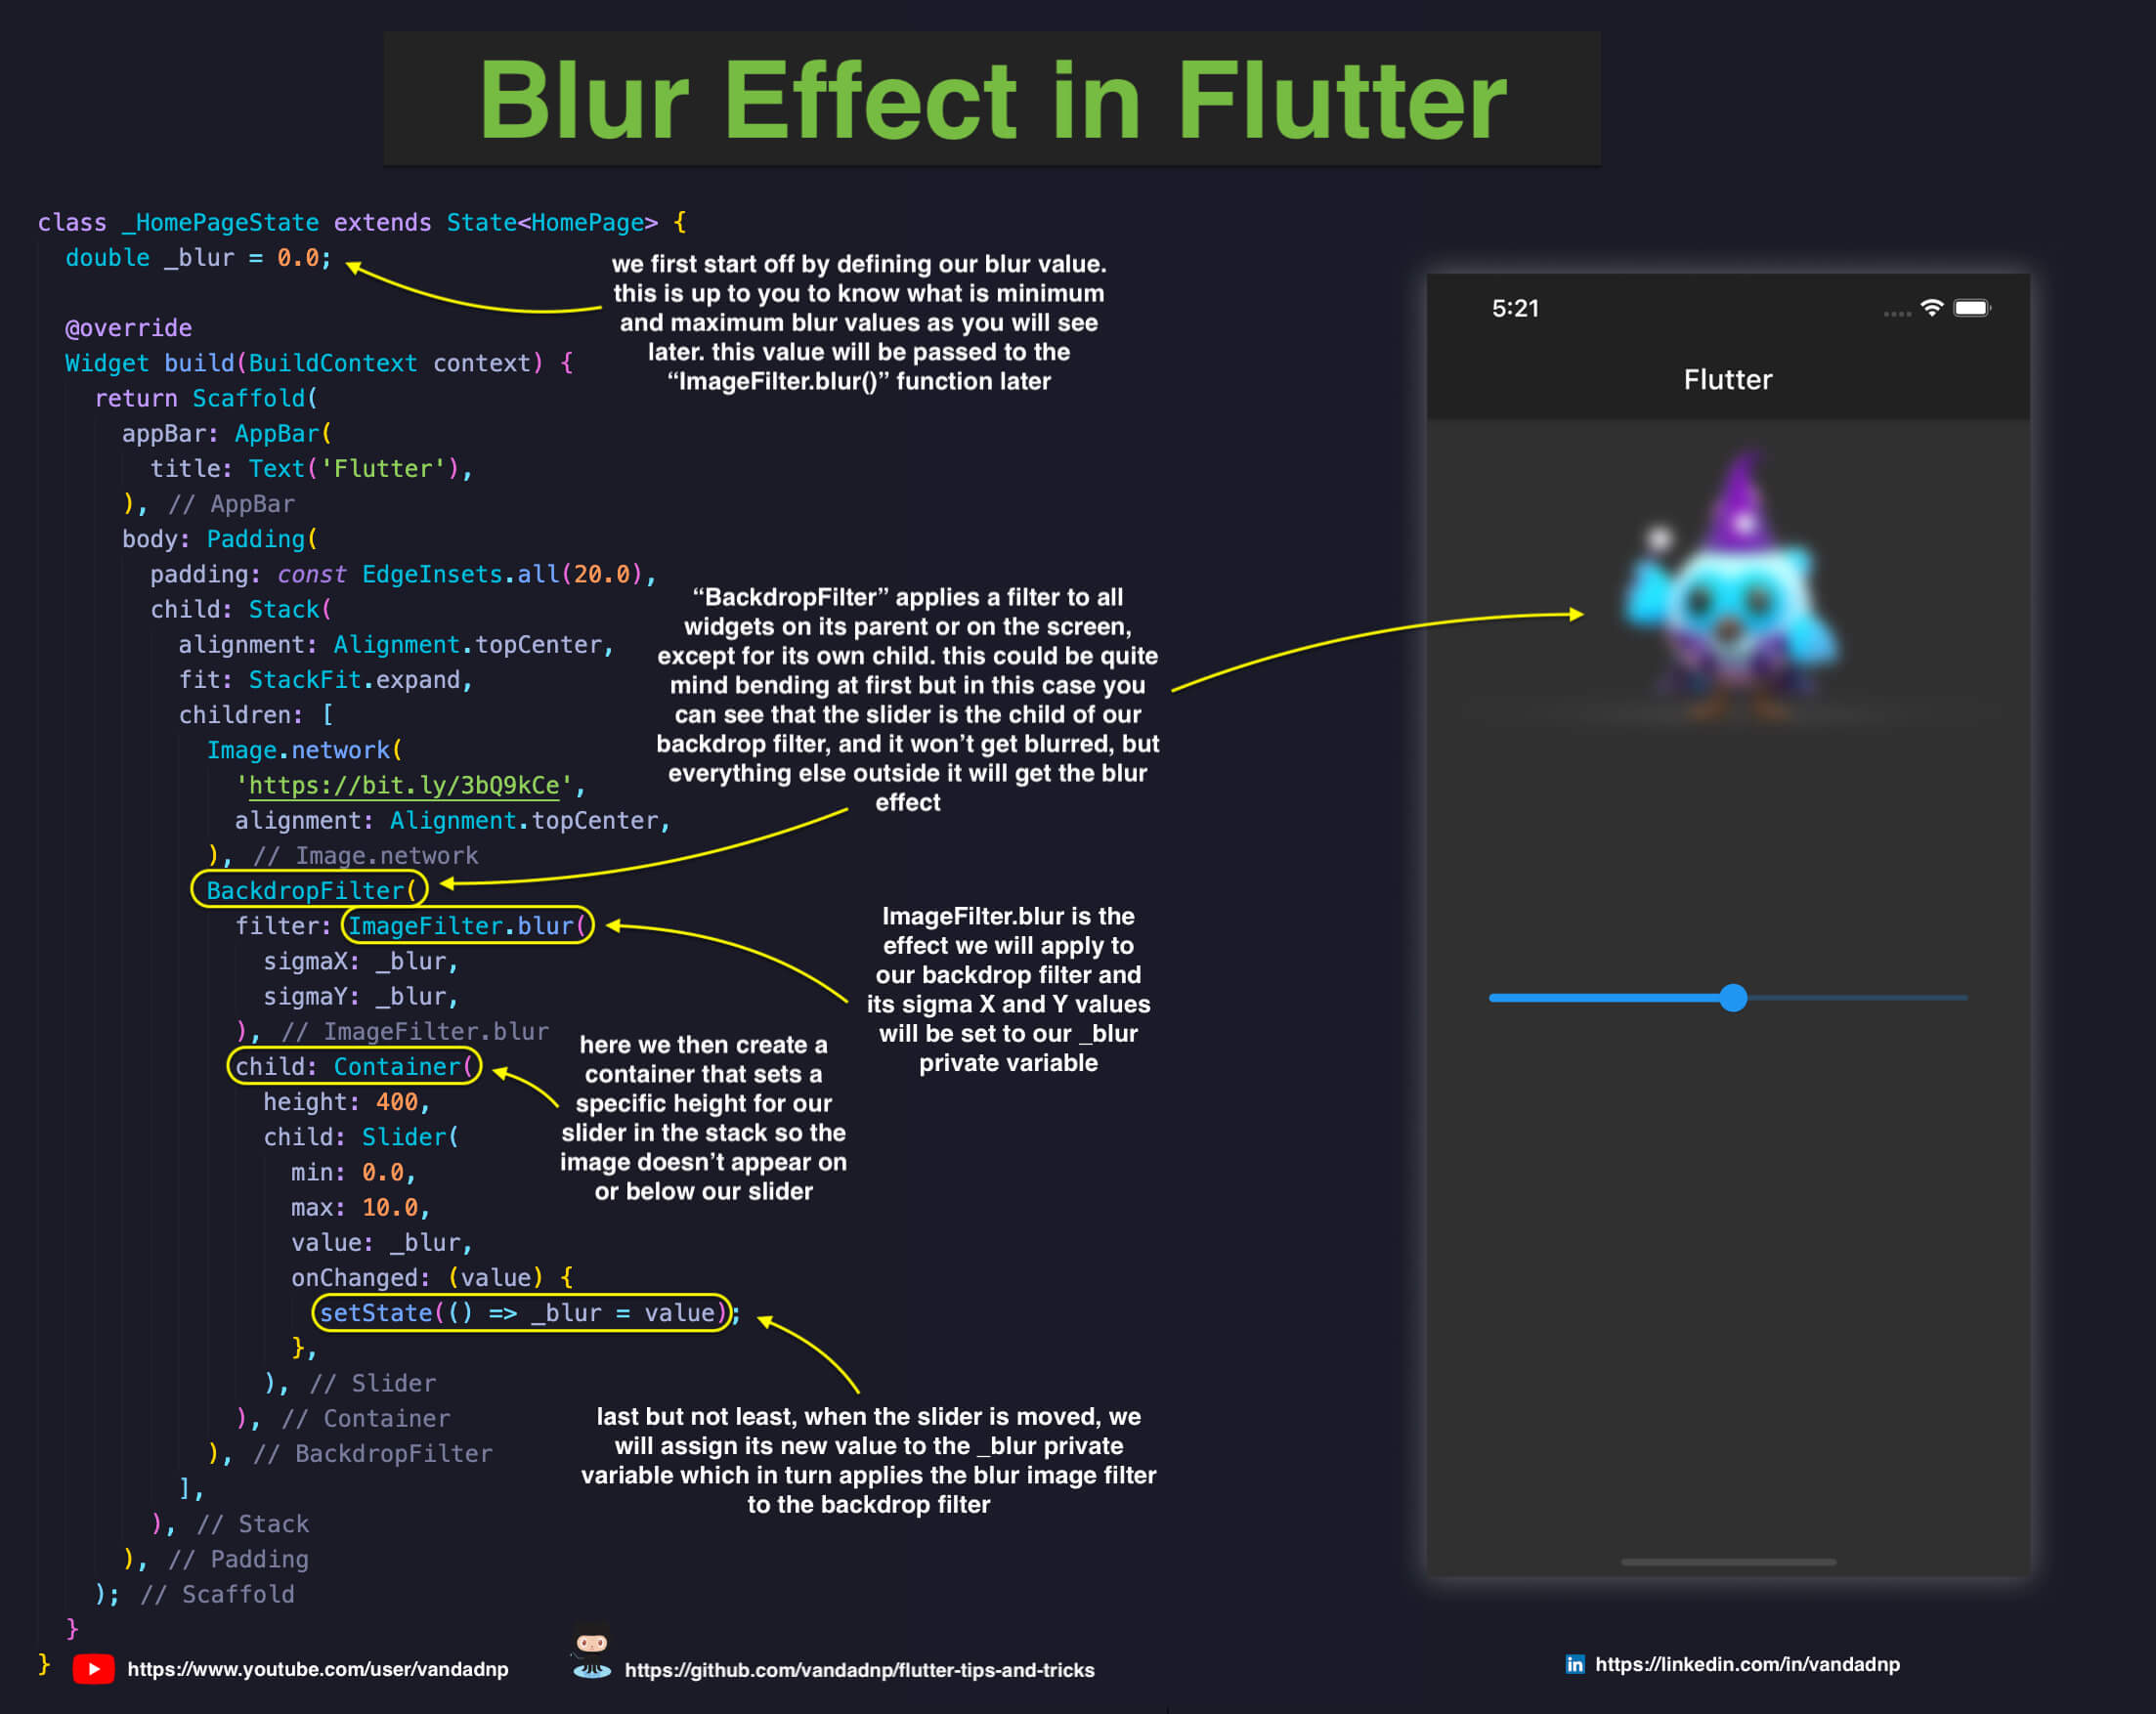 Blur Effect in Flutter
class _HomePageState extends State<HomePage> {
  double _blur = 0.0;

  @override
  Widget build(BuildContext context) {
    return Scaffold(
      appBar: AppBar(
        title: Text('Flutter'),
      ), // AppBar
      body: Padding(
        padding: const EdgeInsets.all(20.0),
        child: Stack(
          alignment: Alignment.topCenter,
          fit: StackFit.expand,
          children: [
            Image.network(
              'https://bit.ly/3bQ9kCe',
              alignment: Alignment.topCenter,
            ), // Image.network
            BackdropFilter(
              filter: ImageFilter.blur(
                sigmaX: _blur,
                sigmaY: _blur,
              ), // ImageFilter.blur
              child: Container(
                height: 400,
                child: Slider(
                  min: 0.0,
                  max: 10.0,
                  value: _blur,
                  onChanged: (value) {
                    setState(() => _blur = value);
                  },
                ), // Slider
              ), // Container
            ), // BackdropFilter
          ],
        ), // Stack
      ), // Padding
    ); // Scaffold
  }
}
we first start off by defining our blur value.
this is up to you to know what is minimum
and maximum blur values as you will see
later. this value will be passed to the
“ImageFilter.blur()” function later
“BackdropFilter” applies a filter to all
widgets on its parent or on the screen,
except for its own child. this could be quite
mind bending at first but in this case you
can see that the slider is the child of our
backdrop filter, and it won’t get blurred, but
everything else outside it will get the blur
effect
ImageFilter.blur is the
effect we will apply to
our backdrop filter and
its sigma X and Y values
will be set to our _blur
private variable
here we then create a
container that sets a
specific height for our
slider in the stack so the
image doesn’t appear on
or below our slider
last but not least, when the slider is moved, we
will assign its new value to the _blur private
variable which in turn applies the blur image filter
to the backdrop filter
5:21
Flutter
https://www.youtube.com/user/vandadnp
https://github.com/vandadnp/flutter-tips-and-tricks
in https://linkedin.com/in/vandadnp